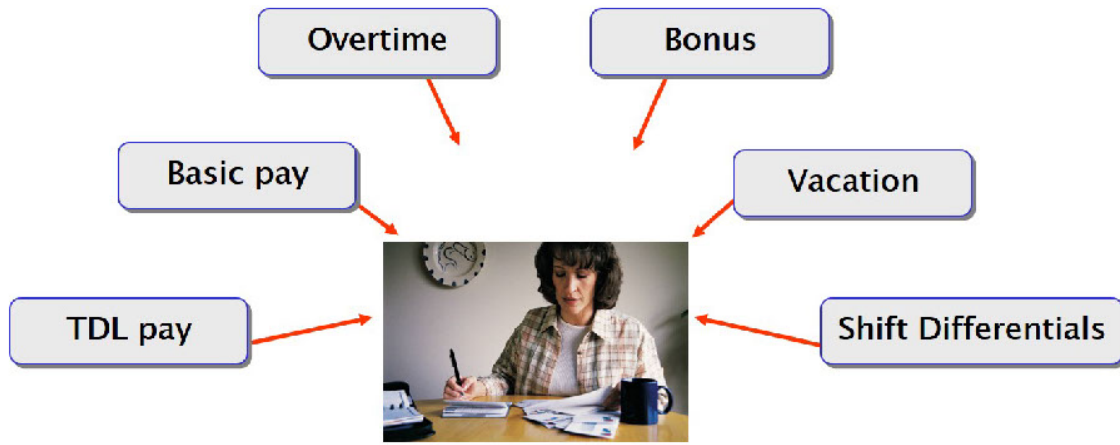 Overtime
Bonus
Basic pay
Vacation
TDL pay
Shift Differentials